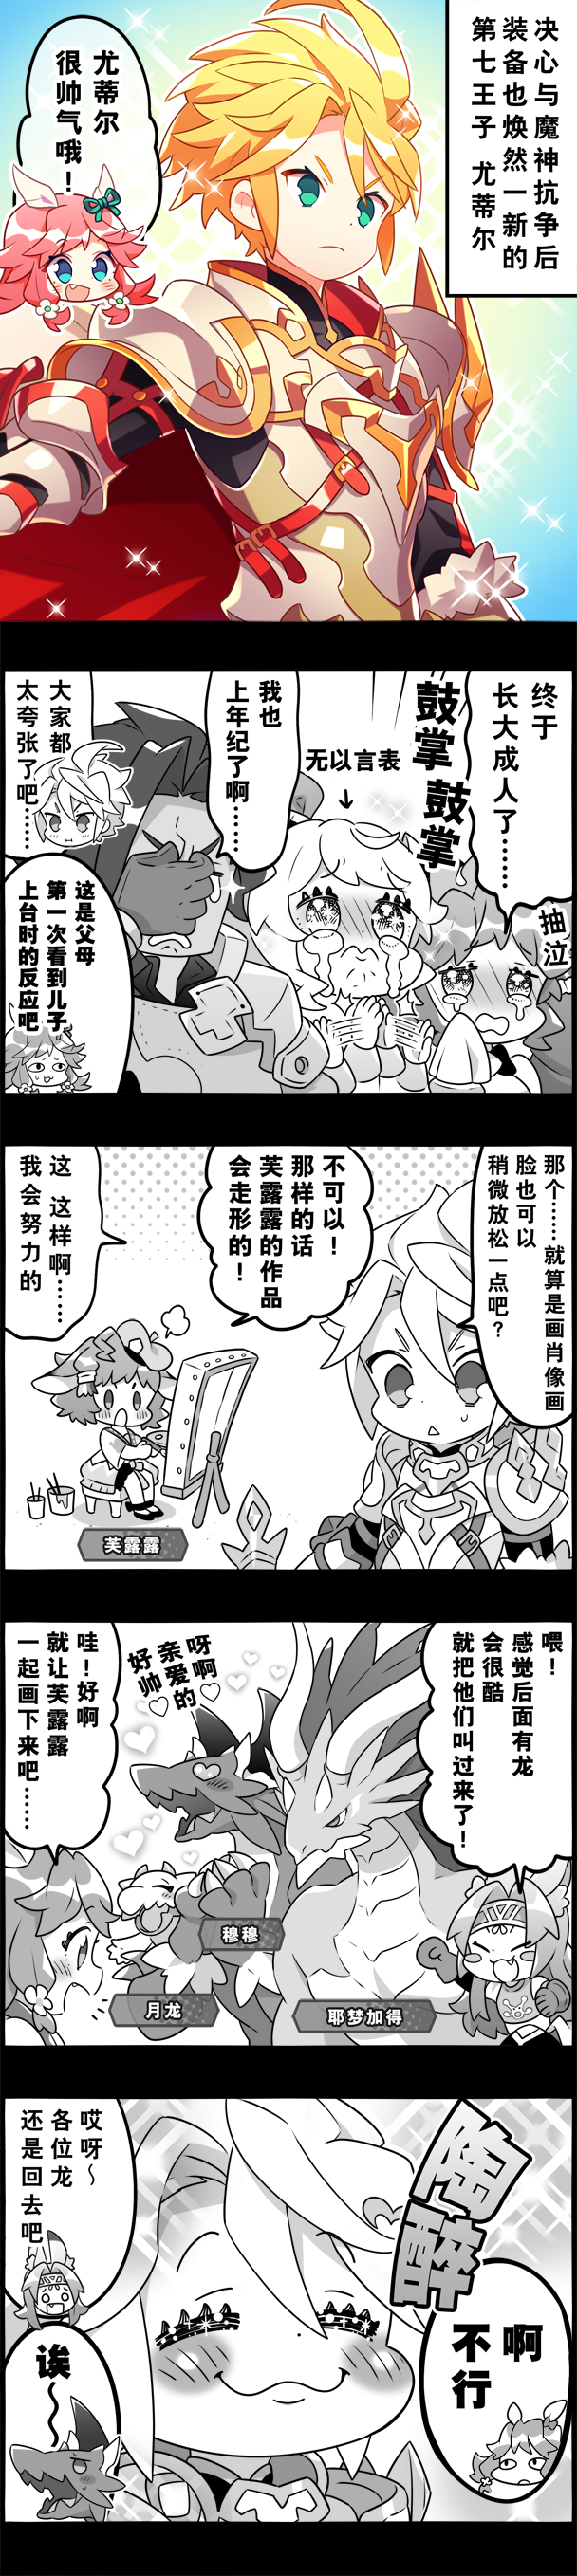 决心与魔神抗争后
装备也焕然一新的
第七王子 尤蒂尔
尤蒂尔
很帅气哦！
终于
长大成人了……
抽泣
鼓掌 鼓掌
无以言表
我也
上年纪了啊……
大家都
太夸张了吧……
这是父母
第一次看到儿子
上台时的反应吧
那个……就算是画肖像画
脸也可以
稍微放松一点吧？
不可以！
那样的话
芙露露的作品
会走形的！
这 这样啊……
我会努力的
芙露露
喂！
感觉后面有龙
会很酷
就把他们叫过来了！
呀啊
亲爱的♡
好帅♡
哇！好啊
就让芙露露
一起画下来吧……
穆穆
月龙
耶梦加得
陶醉
啊
不行
哎呀～
各位龙
还是回去吧
诶～